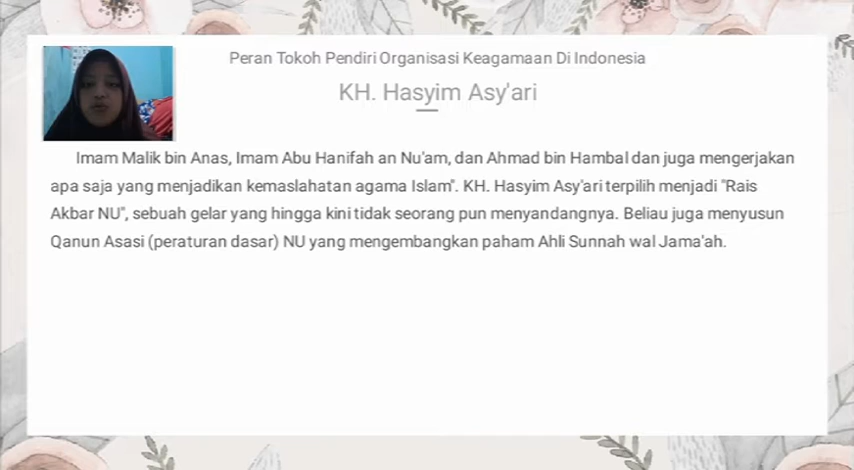 Peran Tokoh Pendiri Organisasi Keagamaan Di Indonesia
KH. Hasyim Asy'ari
Imam Malik bin Anas, Imam Abu Hanifah an Nu'am, dan Ahmad bin Hambal dan juga mengerjakan
apa saja yang menjadikan kemaslahatan agama Islam". KH. Hasyim Asy'ari terpilih menjadi "Rais
Akbar NU", sebuah gelar yang hingga kini tidak seorang pun menyandangnya. Beliau juga menyusun
Qanun Asasi (peraturan dasar) NU yang mengembangkan paham Ahli Sunnah wal Jama'ah.